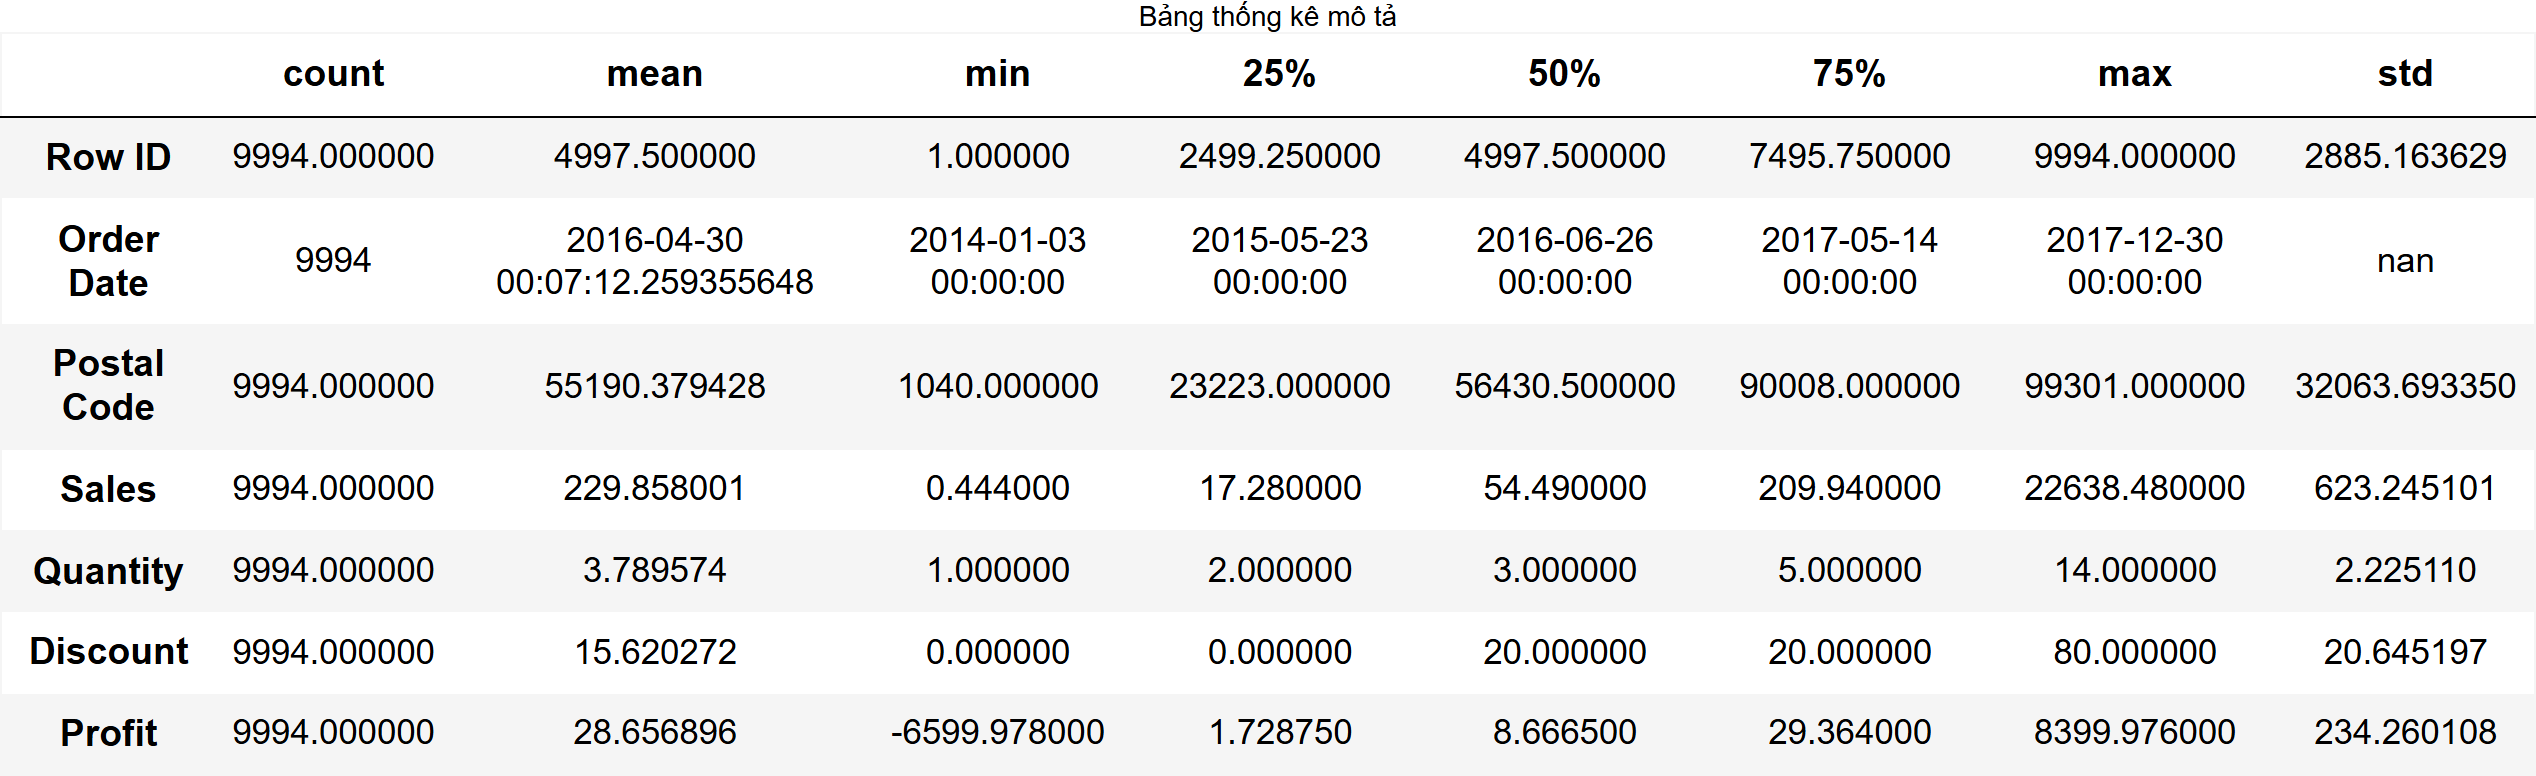 Bảng thống kê mô tả
count mean min 25% 50% 75% max std
Row ID 9994.000000 4997.500000 1.000000 2499.250000 4997.500000 7495.750000 9994.000000 2885.163629
Order Date 9994 2016-04-30 00:07:12.259355648 2014-01-03 00:00:00 2015-05-23 00:00:00 2016-06-26 00:00:00 2017-05-14 00:00:00 2017-12-30 00:00:00 nan
Postal Code 9994.000000 55190.379428 1040.000000 23223.000000 56430.500000 90008.000000 99301.000000 32063.693350
Sales 9994.000000 229.858001 0.444000 17.280000 54.490000 209.940000 22638.480000 623.245101
Quantity 9994.000000 3.789574 1.000000 2.000000 3.000000 5.000000 14.000000 2.225110
Discount 9994.000000 15.620272 0.000000 0.000000 20.000000 20.000000 80.000000 20.645197
Profit 9994.000000 28.656896 -6599.978000 1.728750 8.666500 29.364000 8399.976000 234.260108